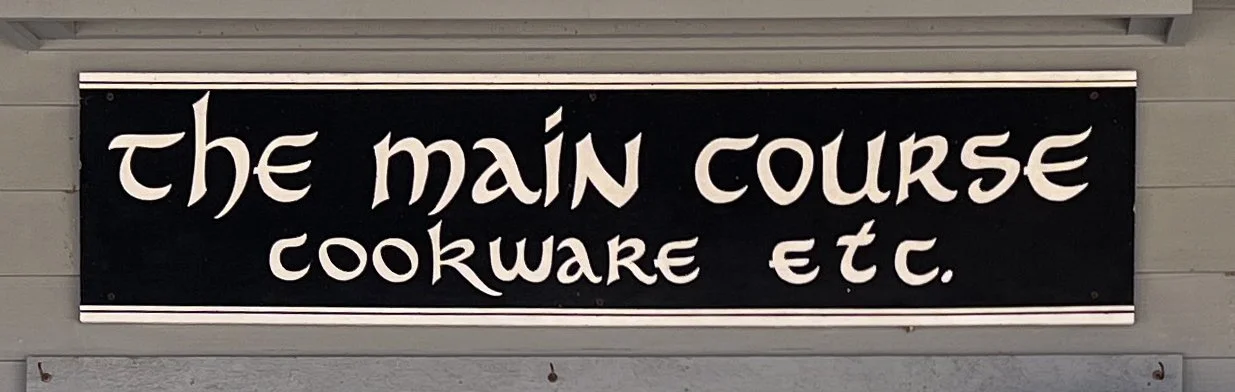 The Main Course
Cookware Etc.